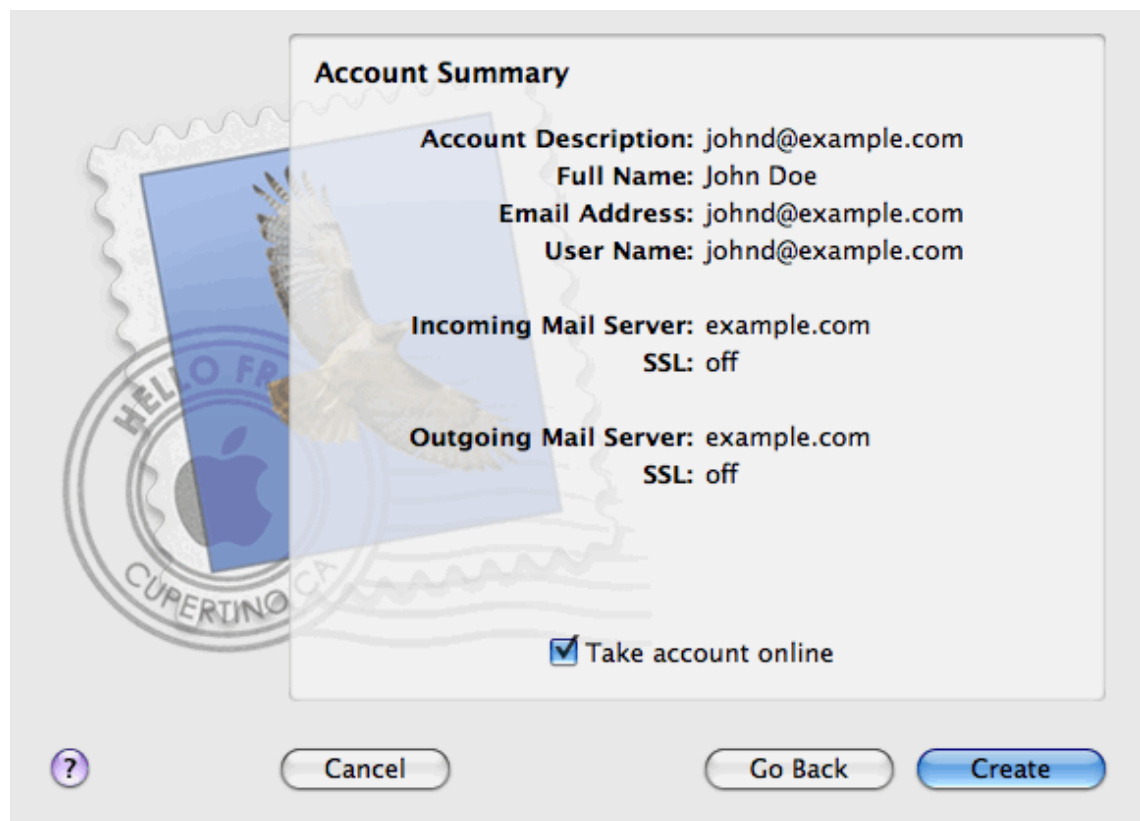 Account Summary
Account Description: johnd@example.com
Full Name: John Doe
Email Address: johnd@example.com
User Name: johnd@example.com
Incoming Mail Server: example.com
SSL: off
Outgoing Mail Server: example.com
SSL: off
HELLO FR
CUPERTINO CA
Take account online
?
Cancel
Go Back
Create